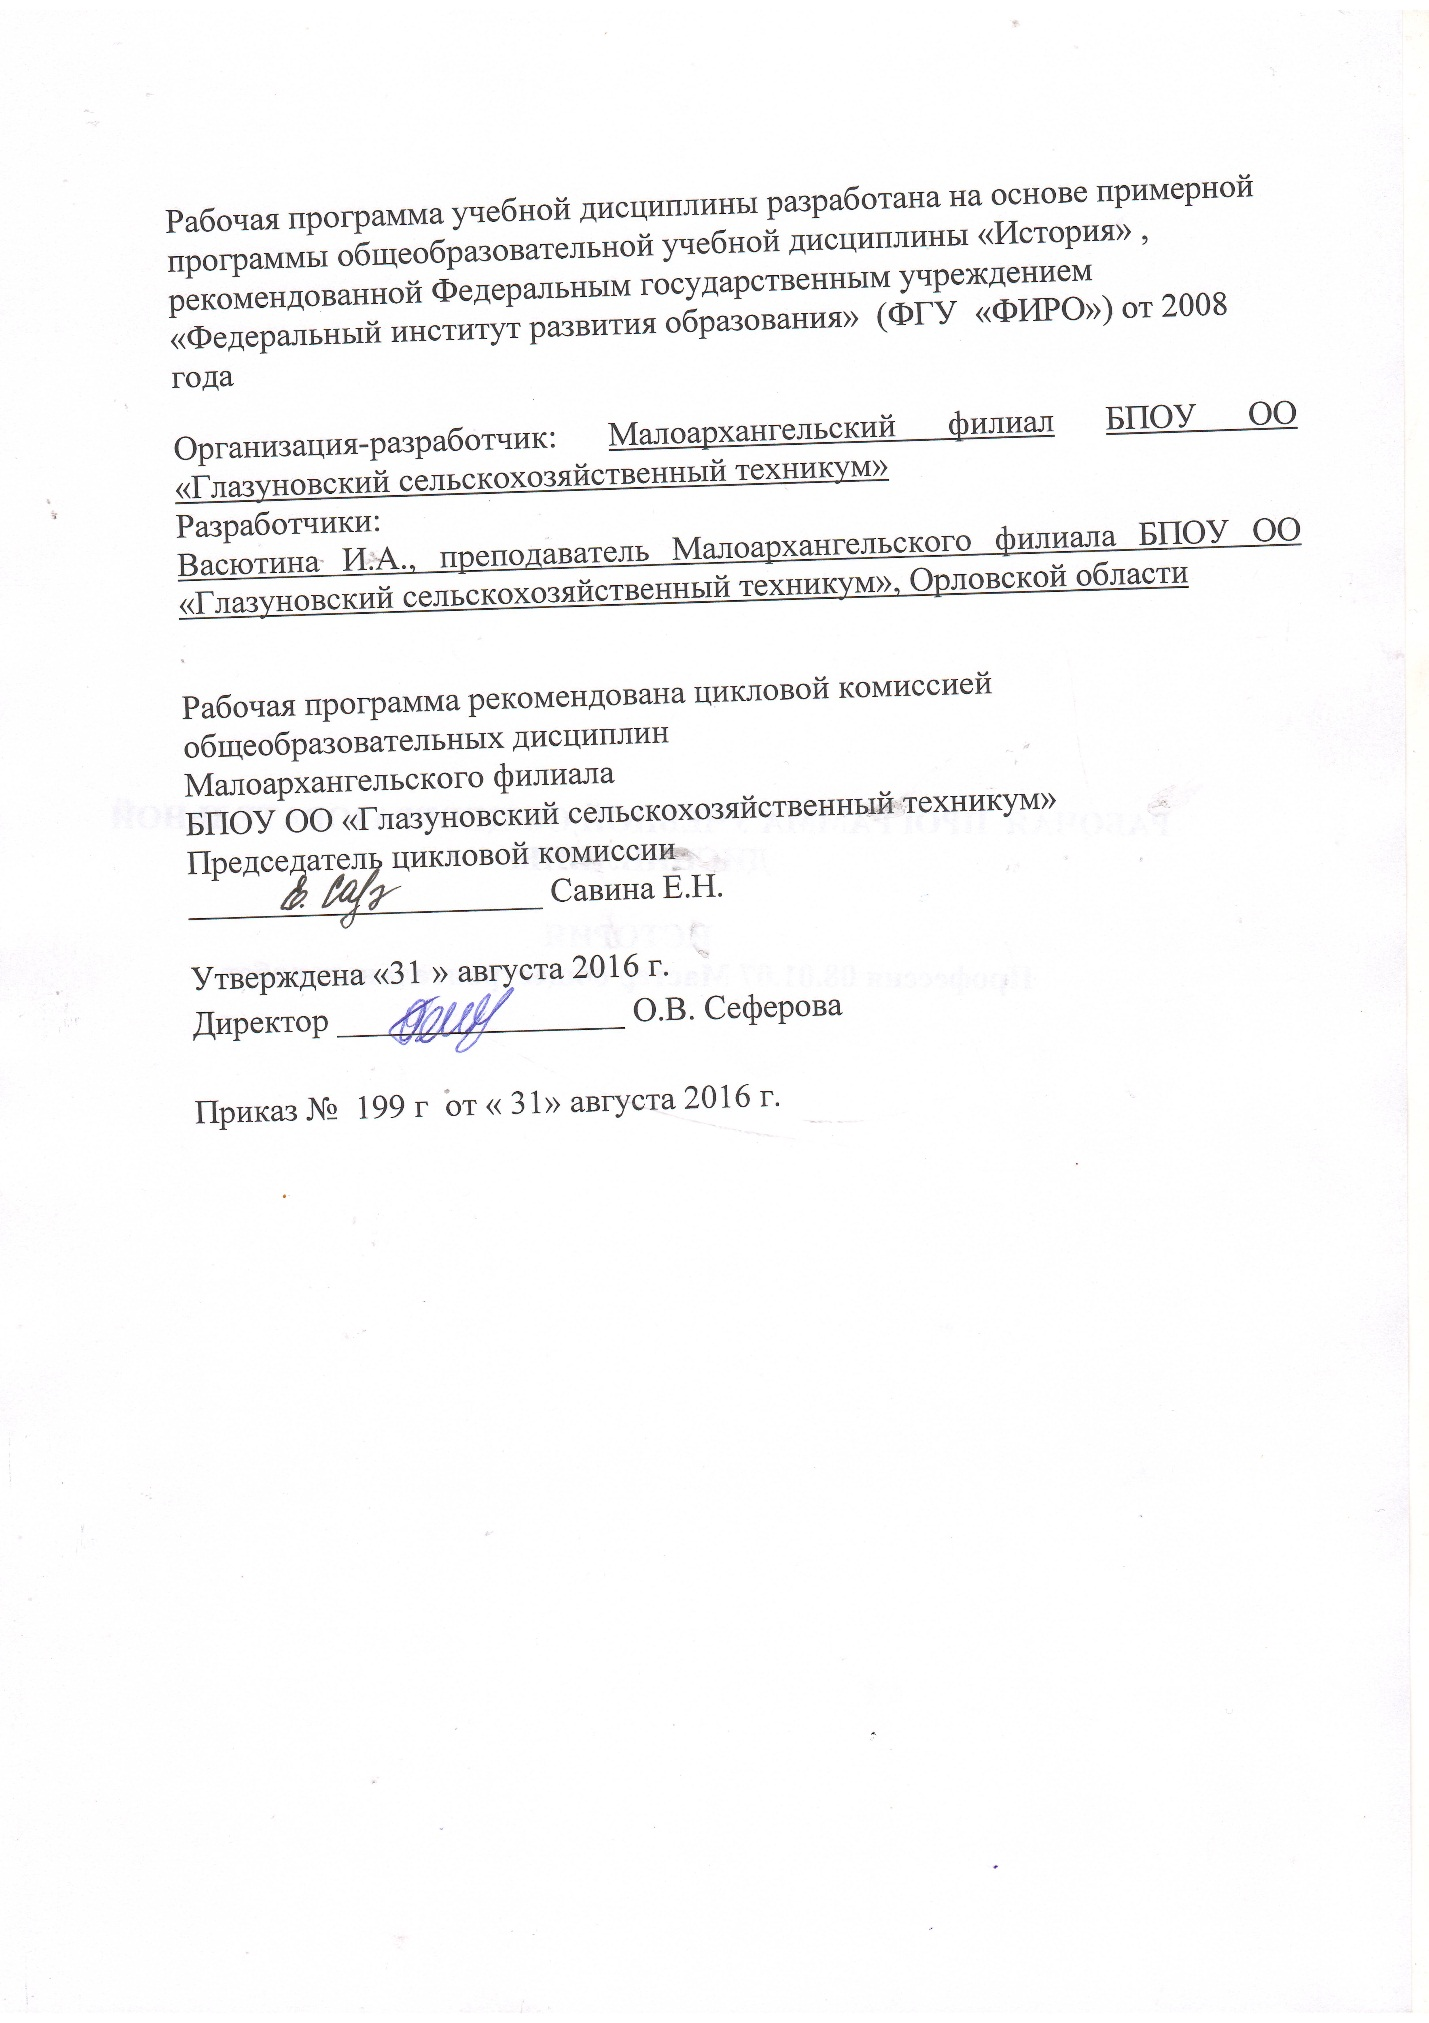 Рабочая программа учебной дисциплины разработана на основе примерной
программы общеобразовательной учебной дисциплины «История» ,
рекомендованной Федеральным государственным учреждением
«Федеральный институт развития образования» (ФГУ «ФИРО») от 2008
года
Организация-разработчик: Малоархангельский филиал БПОУ ОО
«Глазуновский сельскохозяйственный техникум»
Разработчики:
Васютина И.А., преподаватель Малоархангельского филиала БПОУ ОО
«Глазуновский сельскохозяйственный техникум», Орловской области
Рабочая программа рекомендована цикловой комиссией
общеобразовательных дисциплин
Малоархангельского филиала
БПОУ ОО «Глазуновский сельскохозяйственный техникум»
Председатель цикловой комиссии
____________________ Савина Е.Н.
Утверждена «31 » августа 2016 г.
Директор ________________ О.В. Сеферова
Приказ № 199 г от « 31» августа 2016 г.